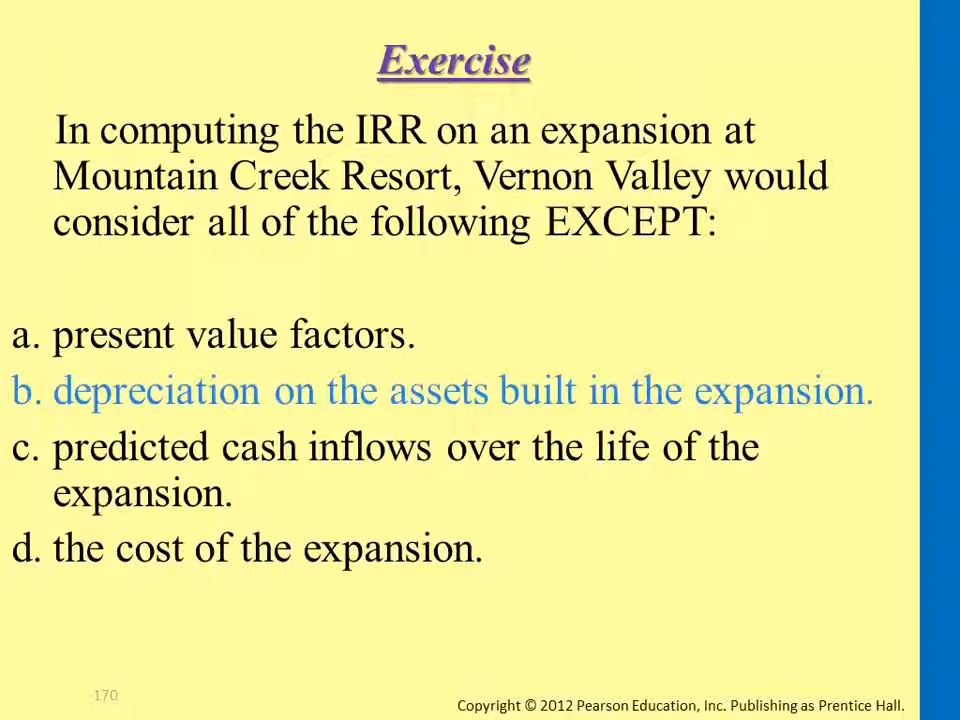 Exercise
In computing the IRR on an expansion at
Mountain Creek Resort, Vernon Valley would
consider all of the following EXCEPT:
a. present value factors.
b. depreciation on the assets built in the expansion.
c. predicted cash inflows over the life of the
expansion.
d. the cost of the expansion.
170
Copyright © 2012 Pearson Education, Inc. Publishing as Prentice Hall.